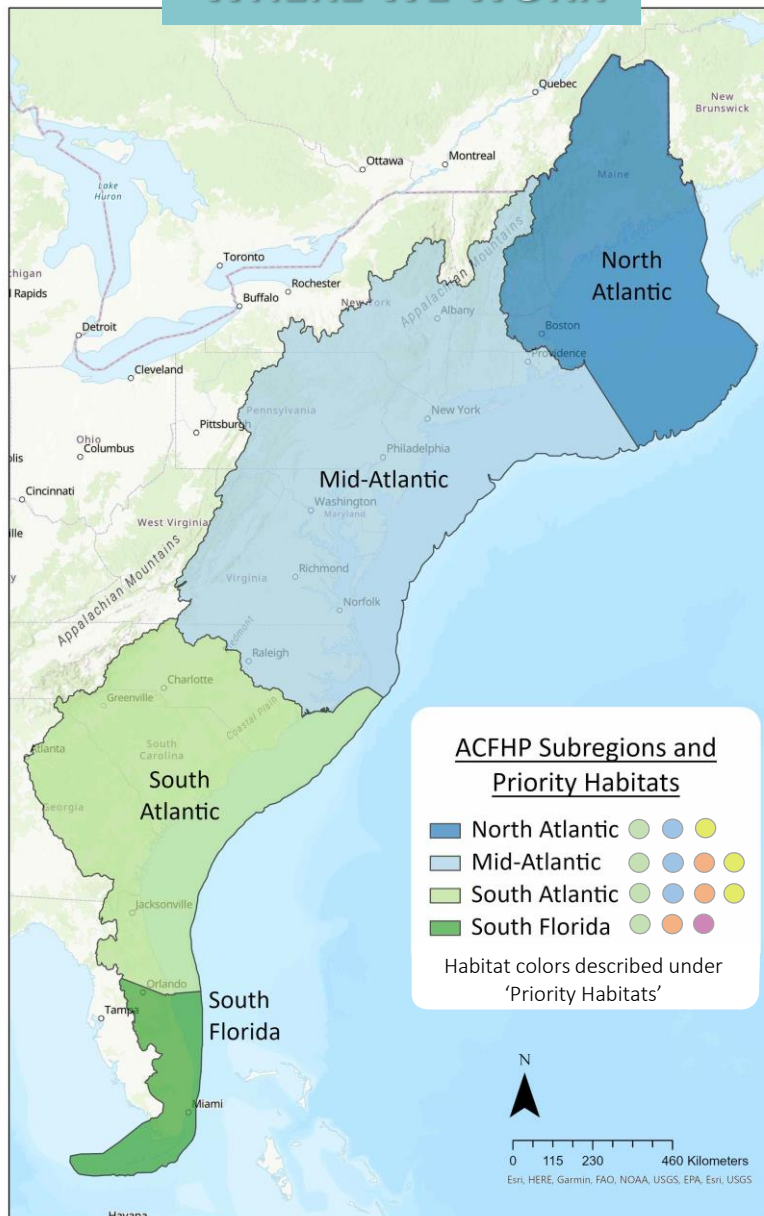 WHERE WE WORK
Quebec
New
Brunswick
Ottawa
Montreal
Maine
Lake
Huron
Toronto
North
Atlantic
Rochester
New York
Appalachian Mountains
Albany
Buffalo
Boston
Detroit
Providence
Cleveland
Pennsylvania
New York
Pittsburgh
Ohio
Columbus
Philadelphia
Mid-Atlantic
Cincinnati
Washington
Maryland
West Virginia
Appalachian Mountains
Virginia
Richmond
Norfolk
Piedmont
Raleigh
Charlotte
Greenville
Coastal Plain
Atlanta
South
Carolina
South
Atlantic
Georgia
Jacksonville
Orlando
Tampa
South
Florida
Miami
Havana
ACFHP Subregions and
Priority Habitats
North Atlantic
Mid-Atlantic
South Atlantic
South Florida
Habitat colors described under
‘Priority Habitats’
N
0 115 230 460 Kilometers
Esri, HERE, Garmin, FAO, NOAA, USGS, EPA, Esri, USGS